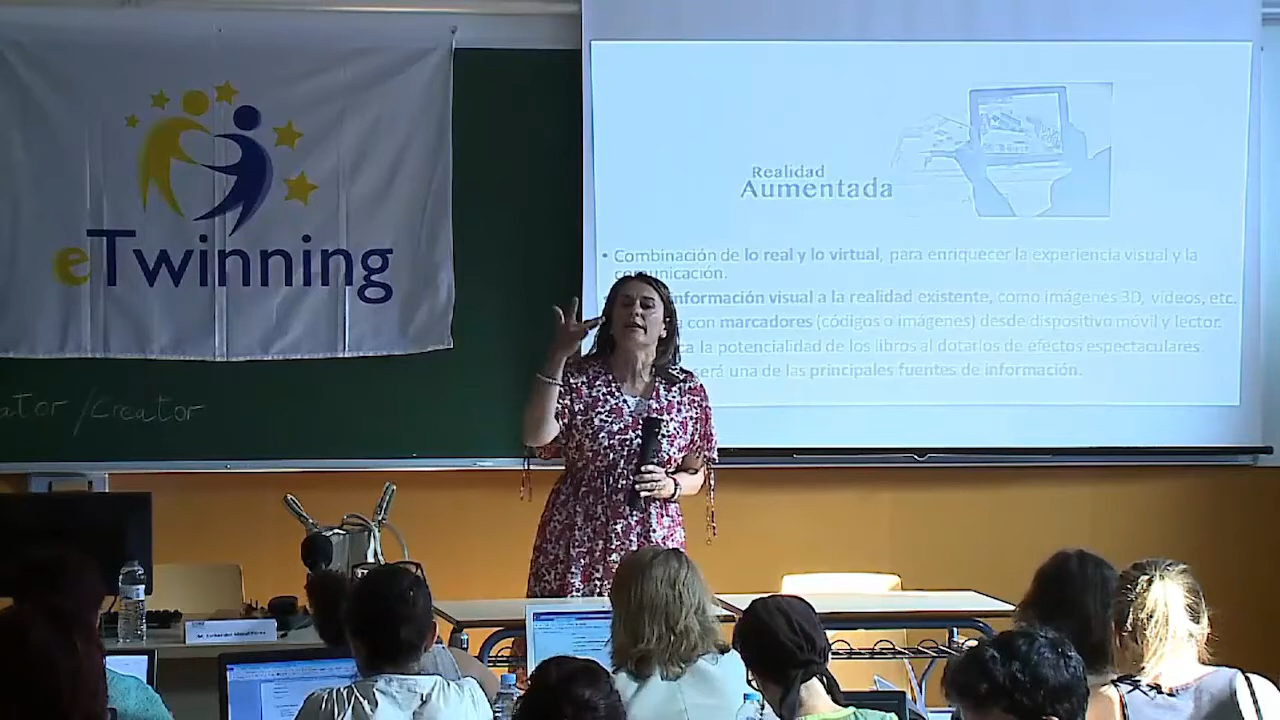 eTwinning
/creator
Realidad
Aumentada
• Combinación de lo real y lo virtual, para enriquecer la experiencia visual y la
comunicación.
información visual a la realidad existente, como imágenes 3D, vídeos, etc.
con marcadores (códigos o imágenes) desde dispositivo móvil y lector.
la potencialidad de los libros al dotarlos de efectos espectaculares.
será una de las principales fuentes de información.